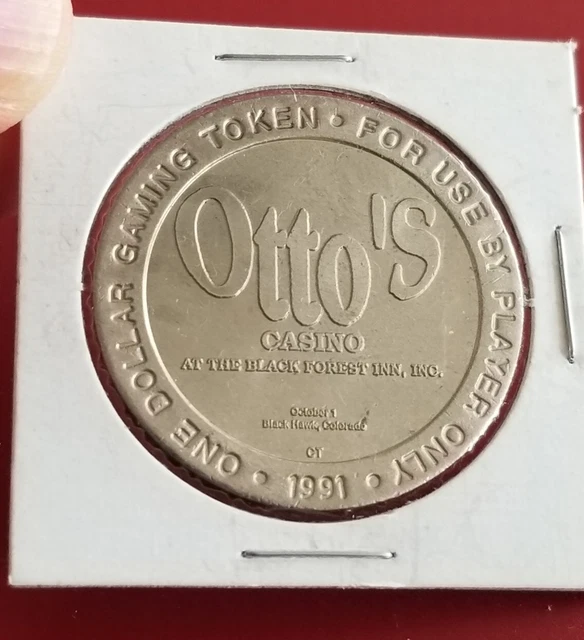 ONE DOLLAR GAMING TOKEN • FOR USE BY PLAYER ONLY •
Otto's
CASINO
AT THE BLACK FOREST INN, INC.
October 1
Black Hawk, Colorado
CT
1991 •